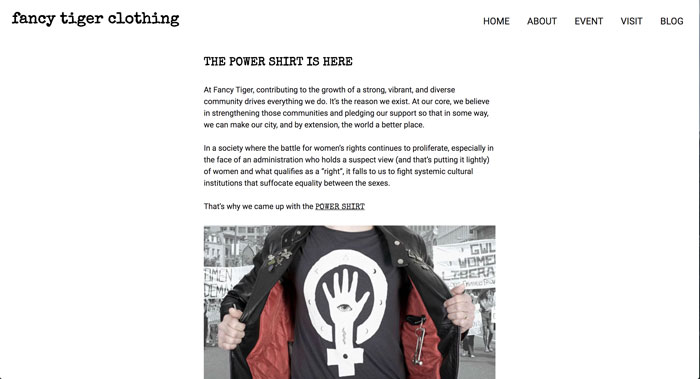 fancy tiger clothing
HOME ABOUT EVENT VISIT BLOG
THE POWER SHIRT IS HERE
At Fancy Tiger, contributing to the growth of a strong, vibrant, and diverse
community drives everything we do. It's the reason we exist. At our core, we believe
in strengthening those communities and pledging our support so that in some way,
we can make our city, and by extension, the world a better place.
In a society where the battle for women's rights continues to proliferate, especially in
the face of an administration who holds a suspect view (and that's putting it lightly)
of women and what qualifies as a "right", it falls to us to fight systemic cultural
institutions that suffocate equality between the sexes.
That's why we came up with the POWER SHIRT
GWL
WOME
LIBERA